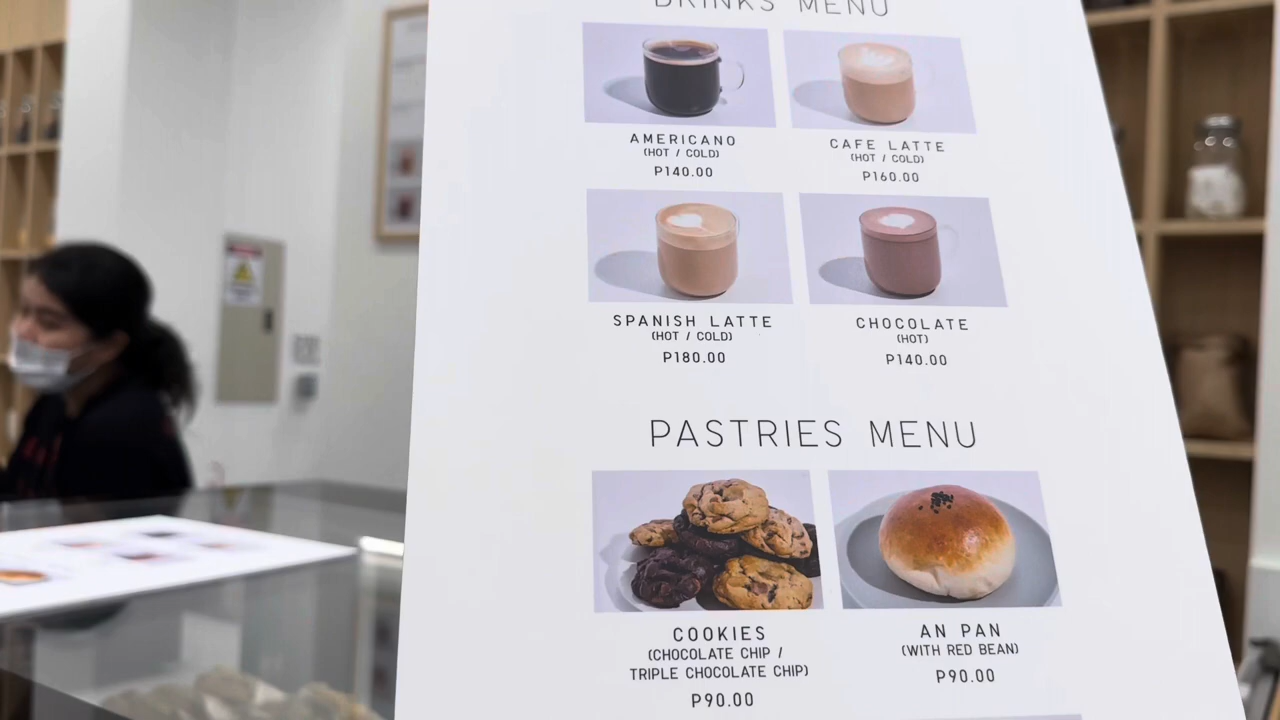 DRINKS MENU
AMERICANO
(HOT / COLD)
P140.00
CAFE LATTE
(HOT / COLD)
P160.00
SPANISH LATTE
(HOT / COLD)
P180.00
CHOCOLATE
(HOT)
P140.00
PASTRIES MENU
COOKIES
(CHOCOLATE CHIP /
TRIPLE CHOCOLATE CHIP)
P90.00
AN PAN
(WITH RED BEAN)
P90.00